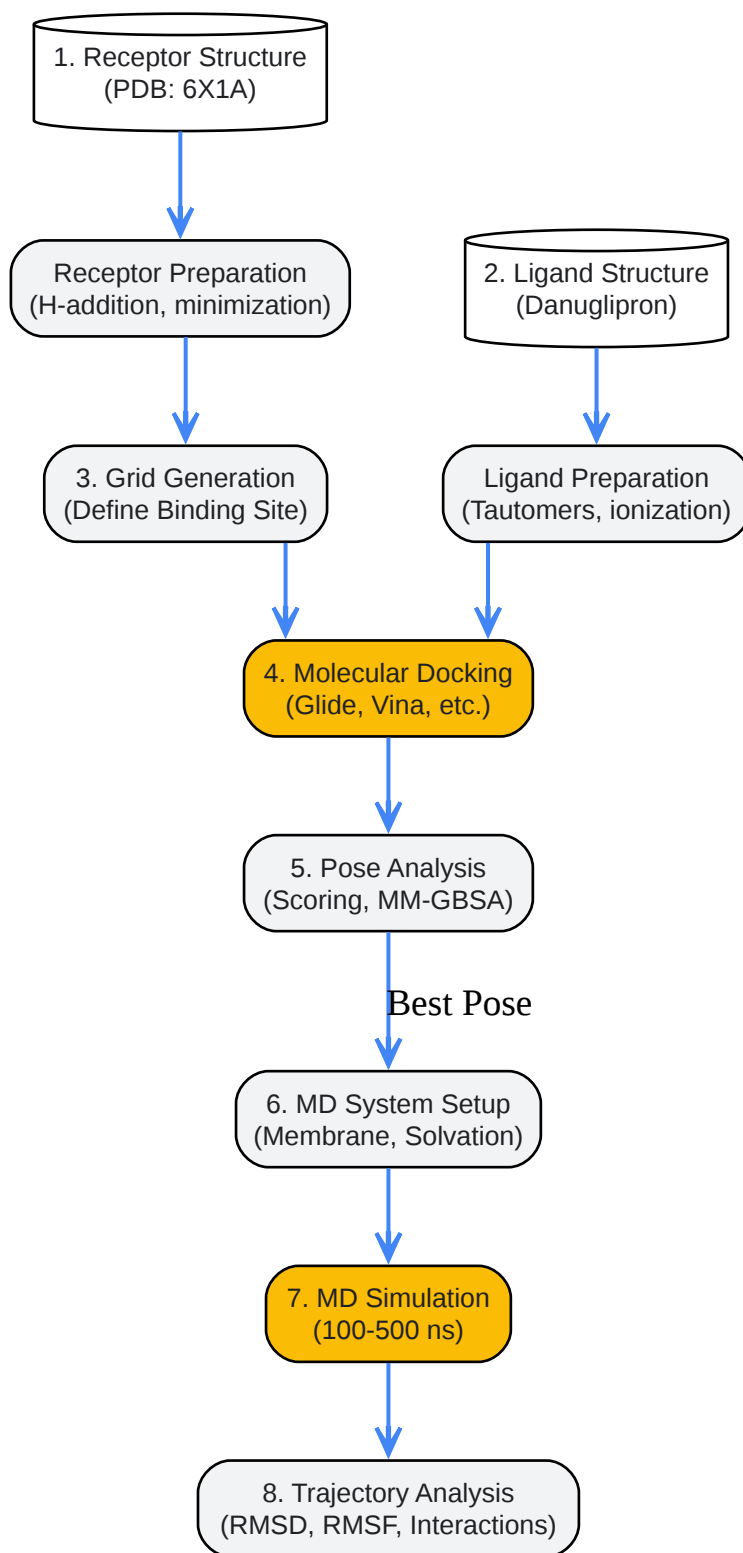 1. Receptor Structure
(PDB: 6X1A)
Receptor Preparation
(H-addition, minimization)
2. Ligand Structure
(Danuglipron)
3. Grid Generation
(Define Binding Site)
Ligand Preparation
(Tautomers, ionization)
4. Molecular Docking
(Glide, Vina, etc.)
5. Pose Analysis
(Scoring, MM-GBSA)
Best Pose
6. MD System Setup
(Membrane, Solvation)
7. MD Simulation
(100-500 ns)
8. Trajectory Analysis
(RMSD, RMSF, Interactions)